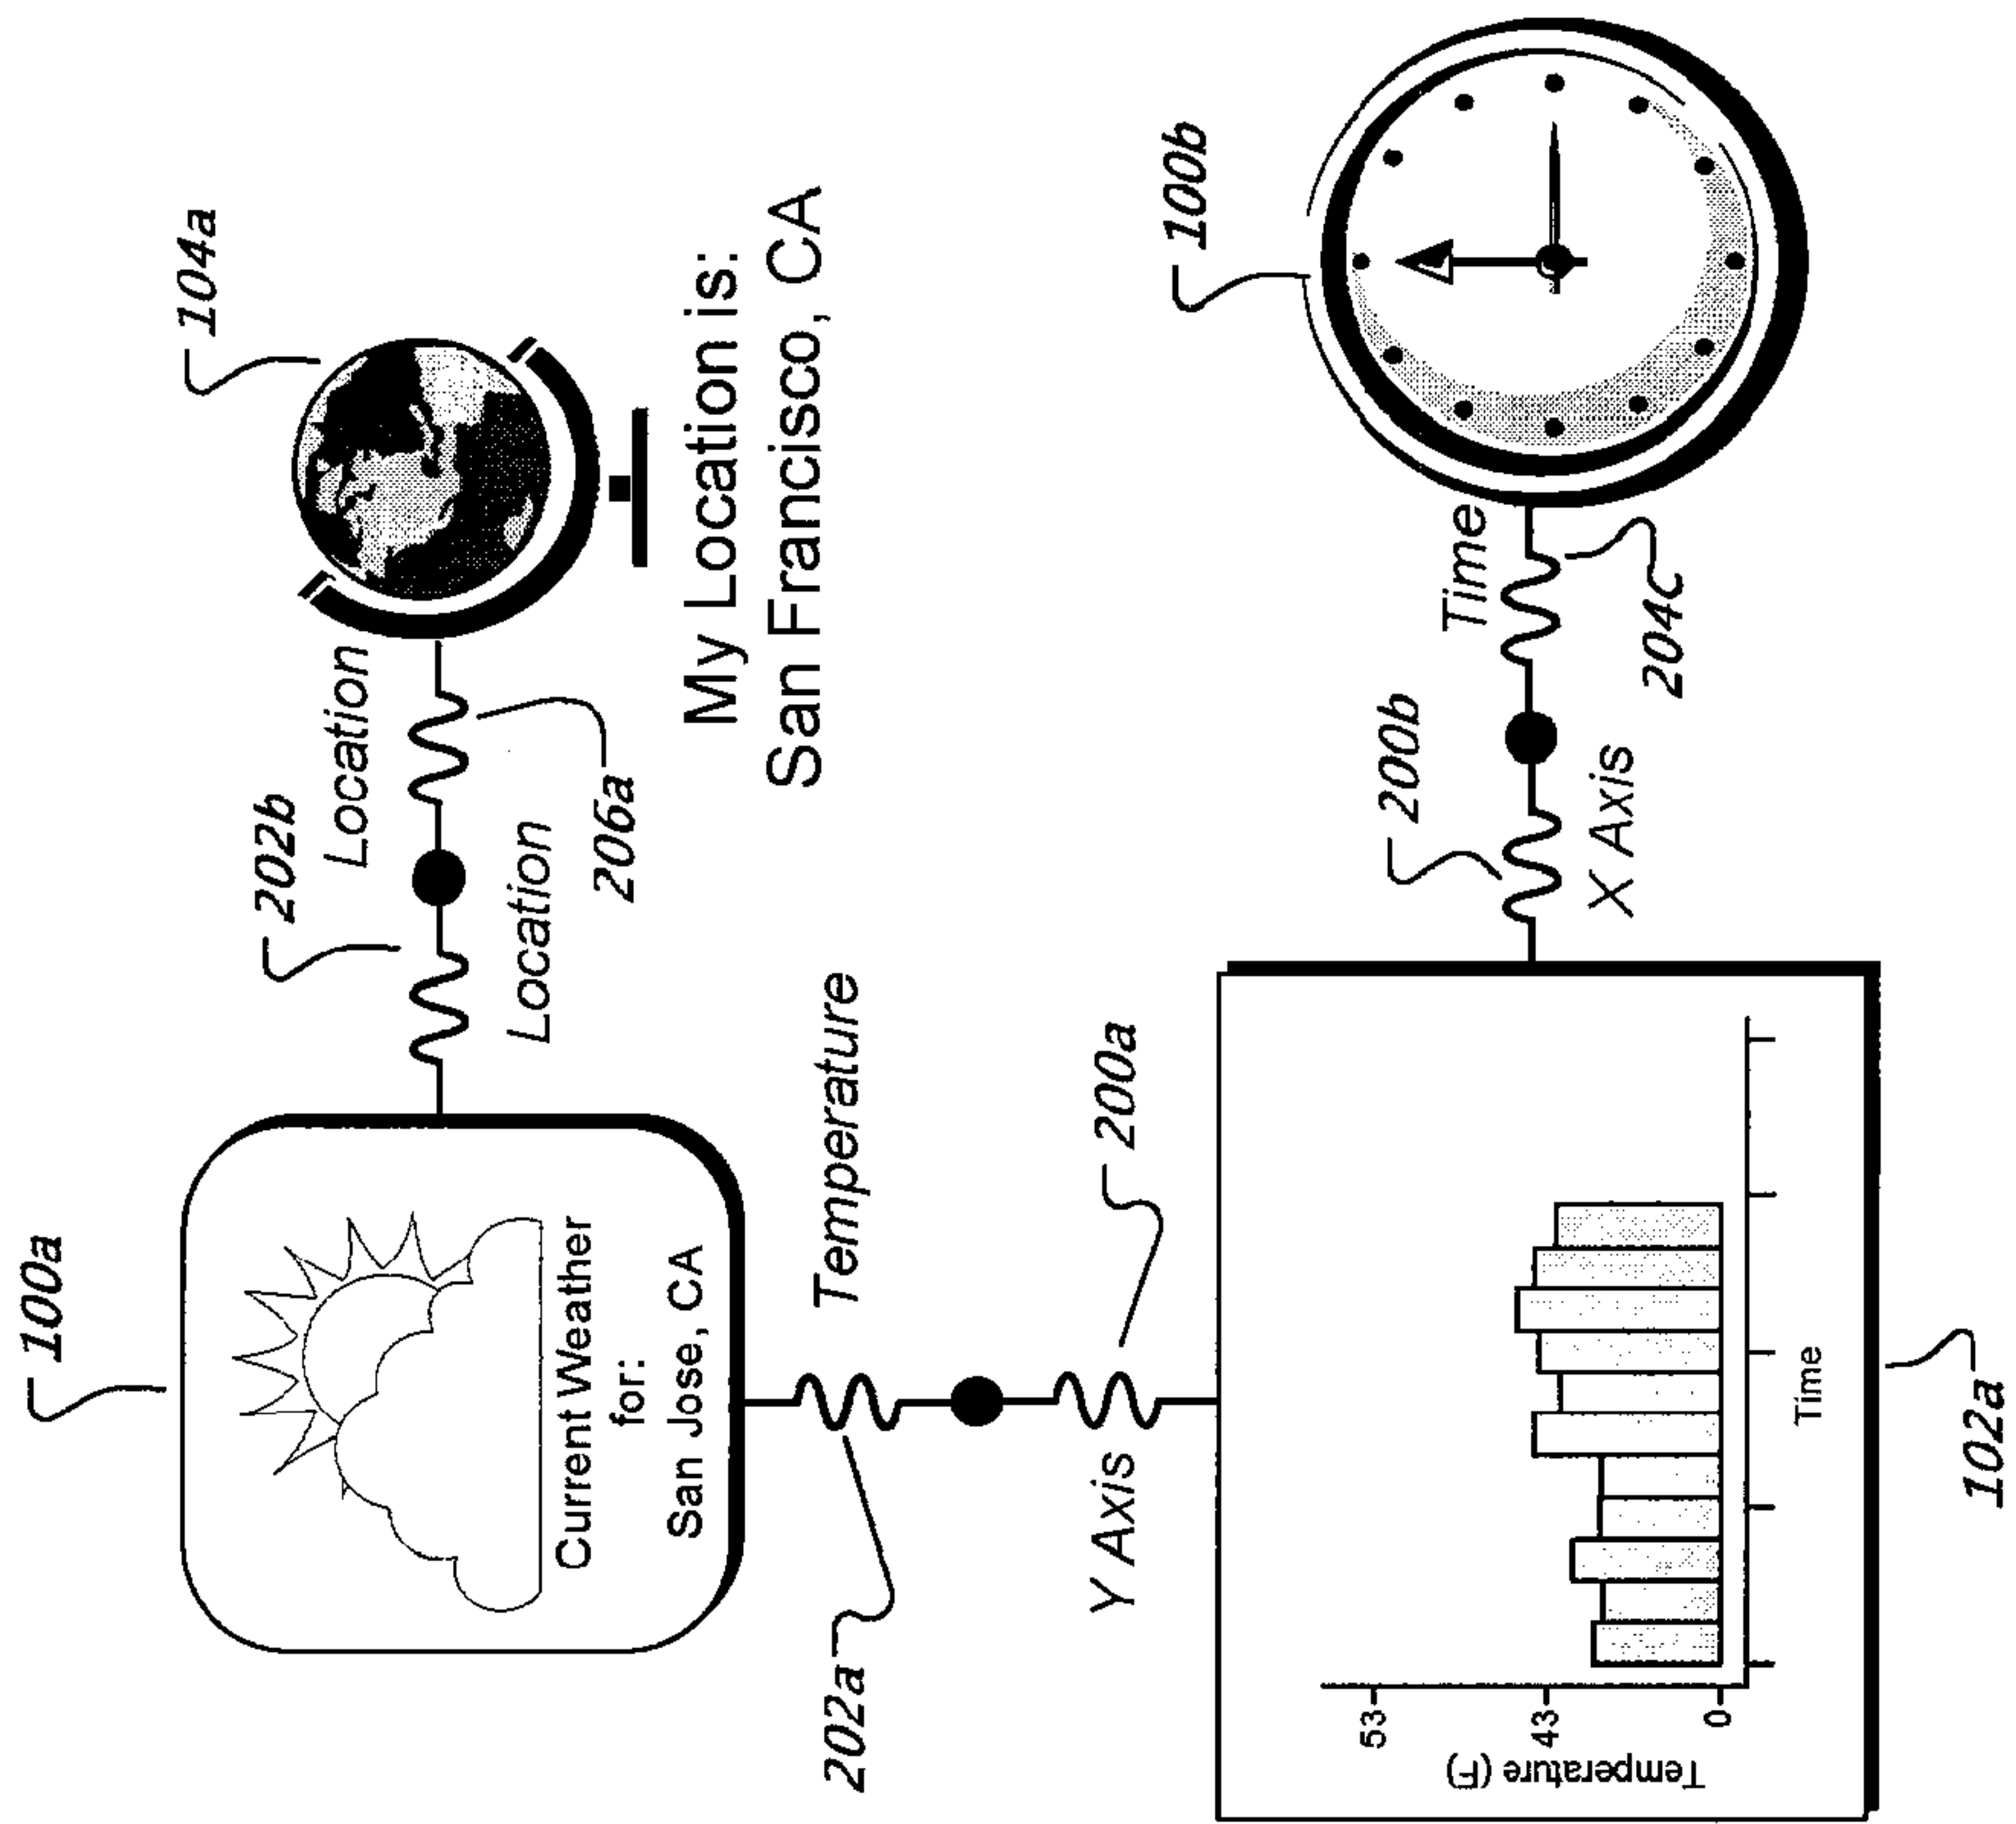 100a
Current Weather
for:
San Jose, CA
202b
Location
Location
206a
104a
My Location is:
San Francisco, CA
202a
Temperature
Y Axis
200a
53
43
0
Temperature (F)
Time
102a
200b
X Axis
Time
204c
100b